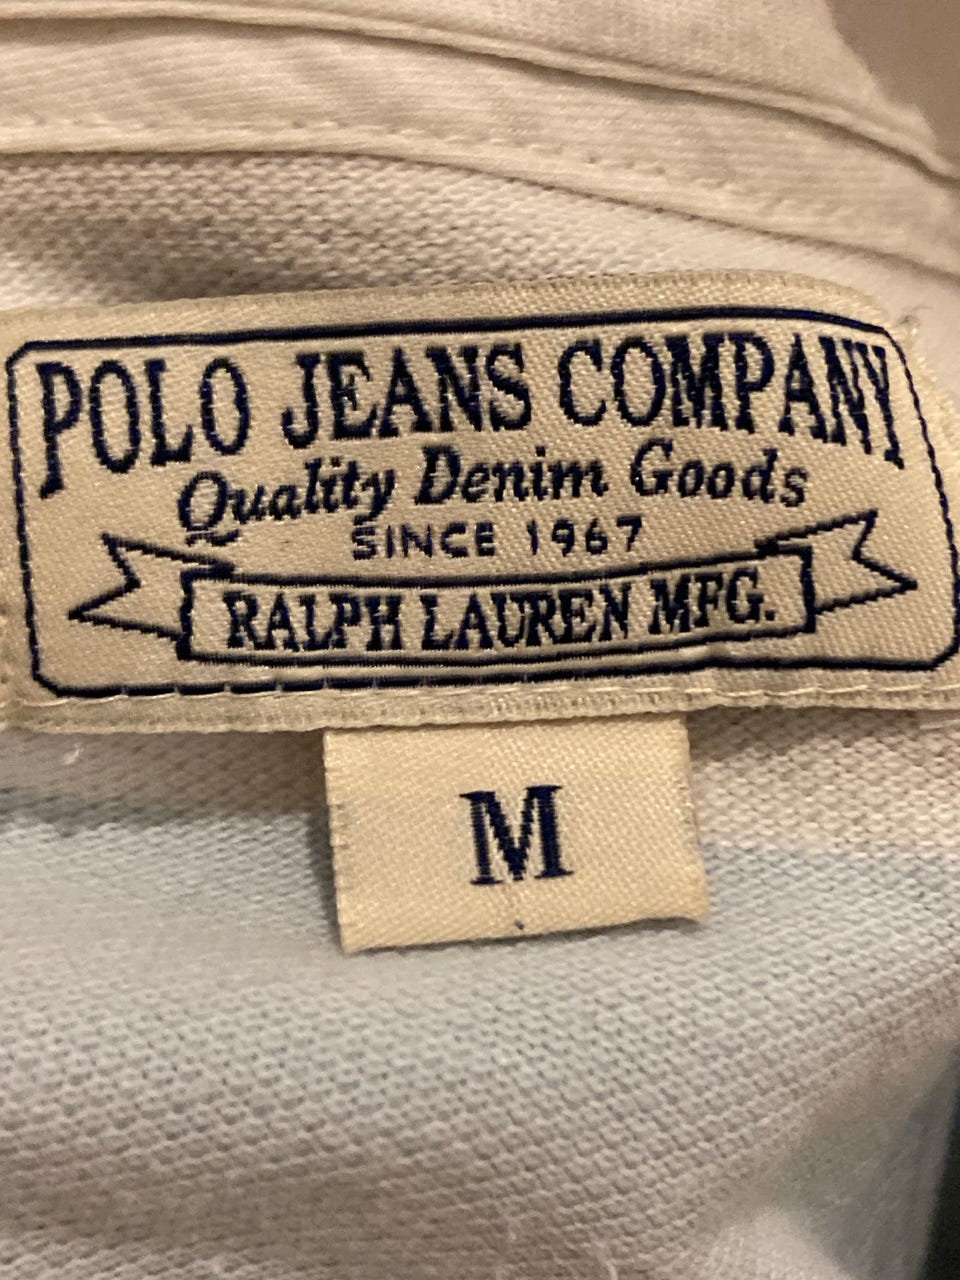 POLO JEANS COMPANY
Quality Denim Goods
SINCE 1967
RALPH LAUREN MFG.
M